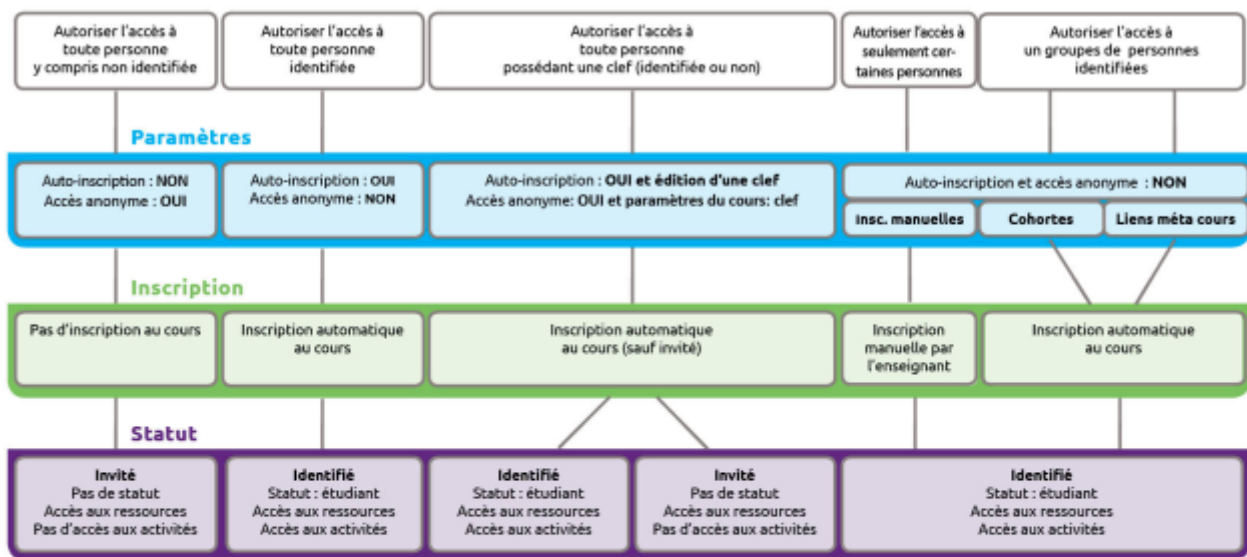 Autoriser l'accès à
toute personne
y compris non identifiée
Autoriser l'accès à
toute personne
identifiée
Autoriser l'accès à
toute personne
possédant une clef (identifiée ou non)
Autoriser l'accès à
seulement cer-
taines personnes
Autoriser l'accès à
un groupes de personnes
identifiées
Paramètres
Auto-inscription : NON
Accès anonyme : OUI
Auto-inscription : OUI
Accès anonyme : NON
Auto-inscription : OUI et édition d'une clef
Accès anonyme: OUI et paramètres du cours: clef
Auto-inscription et accès anonyme : NON
Insc. manuelles
Cohortes
Liens méta cours
Inscription
Pas d'inscription au cours
Inscription automatique
au cours
Inscription automatique
au cours (sauf invité)
Inscription
manuelle par
l'enseignant
Inscription automatique
au cours
Statut
Invité
Pas de statut
Accès aux ressources
Pas d'accès aux activités
Identifié
Statut : étudiant
Accès aux ressources
Accès aux activités
Identifié
Statut : étudiant
Accès aux ressources
Accès aux activités
Invité
Pas de statut
Accès aux ressources
Pas d'accès aux activités
Identifié
Statut : étudiant
Accès aux ressources
Accès aux activités